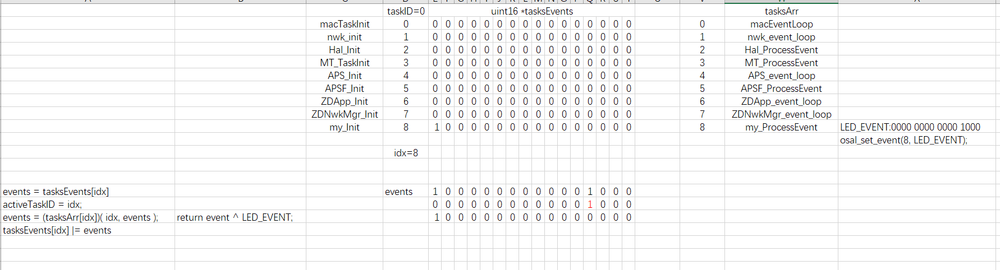 taskID=0 uint16 *tasksEvents tasksArr
macTaskInit 0 0 0 0 0 0 0 0 0 0 0 0 0 0 0 0 0 0 macEventLoop
nwk_init 1 0 0 0 0 0 0 0 0 0 0 0 0 0 0 0 0 1 nwk_event_loop
Hal_Init 2 0 0 0 0 0 0 0 0 0 0 0 0 0 0 0 0 2 Hal_ProcessEvent
MT_TaskInit 3 0 0 0 0 0 0 0 0 0 0 0 0 0 0 0 0 3 MT_ProcessEvent
APS_Init 4 0 0 0 0 0 0 0 0 0 0 0 0 0 0 0 0 4 APS_event_loop
APSF_Init 5 0 0 0 0 0 0 0 0 0 0 0 0 0 0 0 0 5 APSF_ProcessEvent
ZDApp_Init 6 0 0 0 0 0 0 0 0 0 0 0 0 0 0 0 0 6 ZDApp_event_loop
ZDNwkMgr_Init 7 0 0 0 0 0 0 0 0 0 0 0 0 0 0 0 0 7 ZDNwkMgr_event_loop
my_Init 8 1 0 0 0 0 0 0 0 0 0 0 0 0 0 0 0 8 my_ProcessEvent LED_EVENT:0000 0000 0000 1000
osal_set_event(8, LED_EVENT);
idx=8
events = tasksEvents[idx] events 1 0 0 0 0 0 0 0 0 0 0 0 1 0 0 0
activeTaskID = idx; 0 0 0 0 0 0 0 0 0 0 0 0 1 0 0 0
events = (tasksArr[idx])( idx, events ); return event ^ LED_EVENT; 1 0 0 0 0 0 0 0 0 0 0 0 0 0 0 0
tasksEvents[idx] |= events